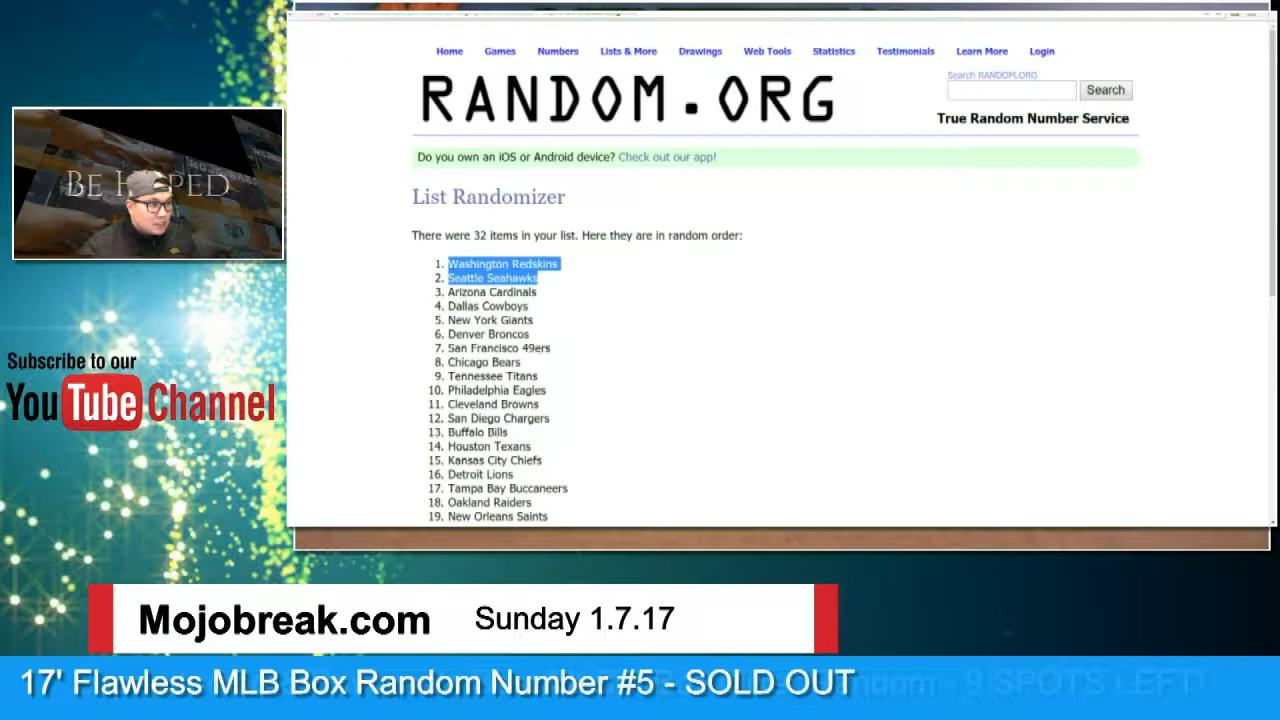 Home Games Numbers Lists & More Drawings Web Tools Statistics Testimonials Learn More Login
RANDOM.ORG
Search RANDOM.ORG
Search
True Random Number Service
Do you own an iOS or Android device? Check out our app!
List Randomizer
There were 32 items in your list. Here they are in random order:
1. Washington Redskins
2. Seattle Seahawks
3. Arizona Cardinals
4. Dallas Cowboys
5. New York Giants
6. Denver Broncos
7. San Francisco 49ers
8. Chicago Bears
9. Tennessee Titans
10. Philadelphia Eagles
11. Cleveland Browns
12. San Diego Chargers
13. Buffalo Bills
14. Houston Texans
15. Kansas City Chiefs
16. Detroit Lions
17. Tampa Bay Buccaneers
18. Oakland Raiders
19. New Orleans Saints
Subscribe to our
YouTube Channel
Mojobreak.com Sunday 1.7.17
17' Flawless MLB Box Random Number #5 - SOLD OUT
SPOTS LEFT!